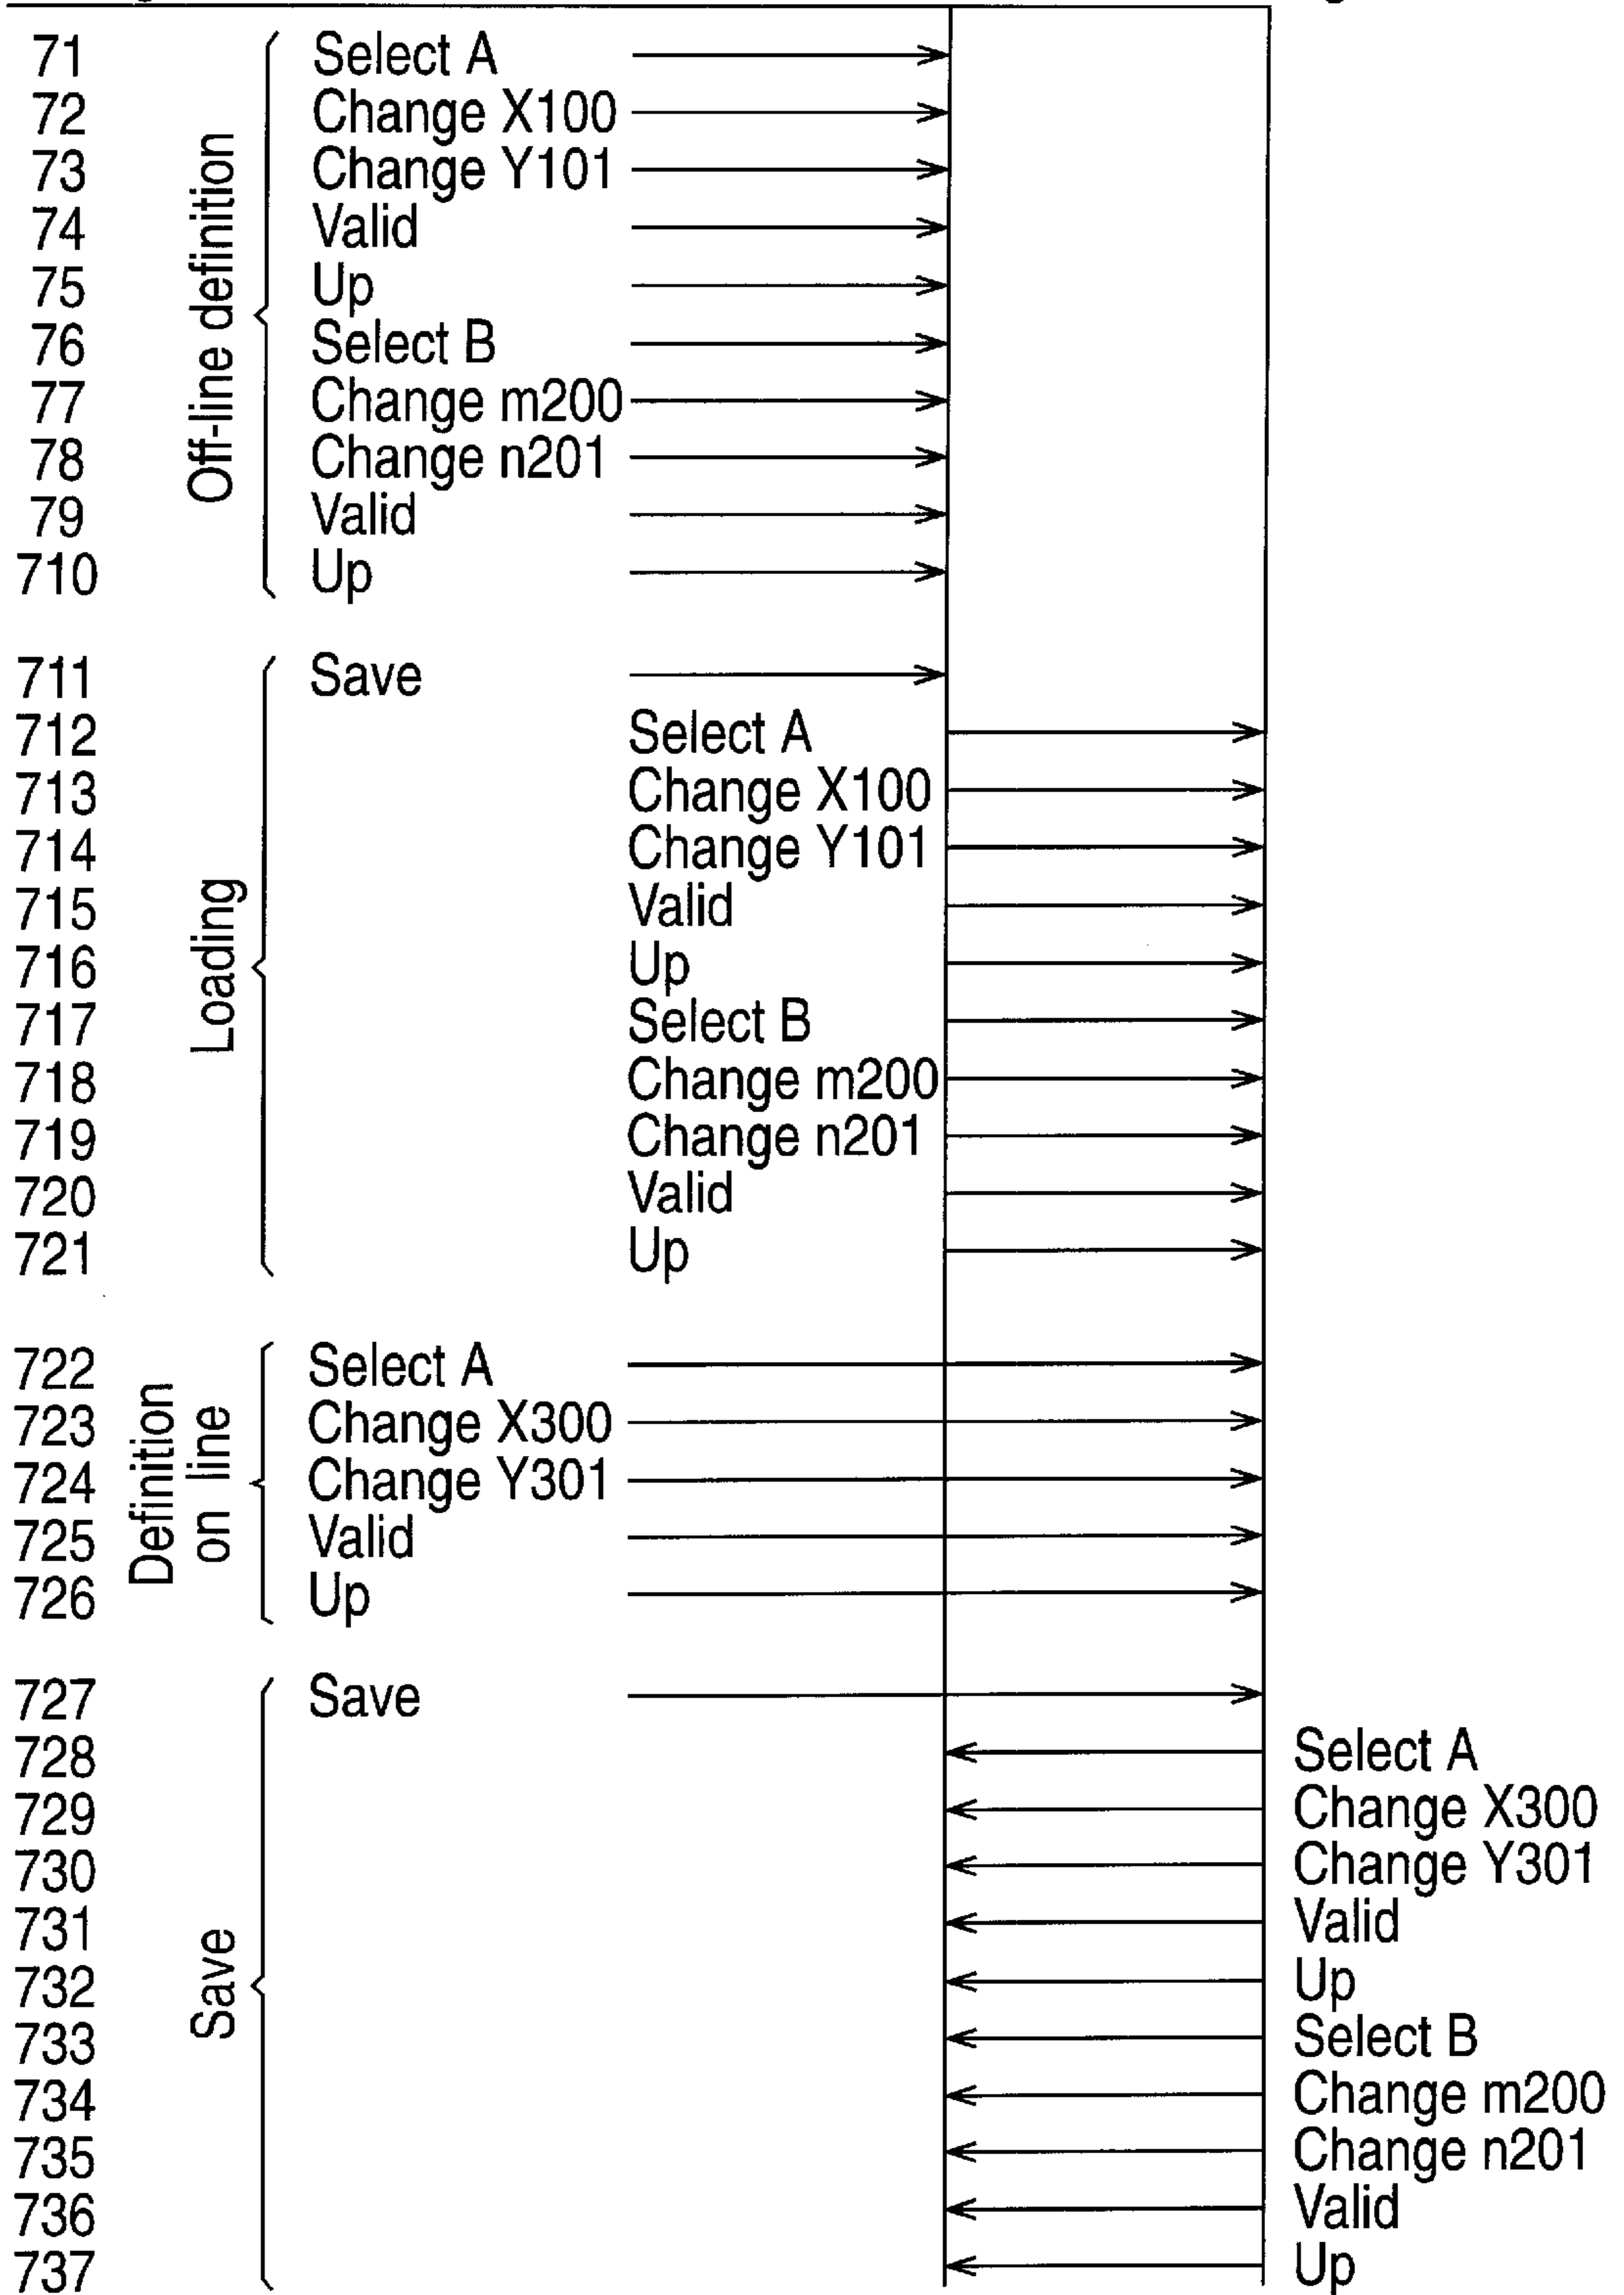 71 Select A
72 Change X100
73 Change Y101
74 Valid
75 Up
76 Select B
77 Change m200
78 Change n201
79 Valid
710 Up
Off-line definition
711 Save
712 Select A
713 Change X100
714 Change Y101
715 Valid
716 Up
717 Select B
718 Change m200
719 Change n201
720 Valid
721 Up
Loading
722 Select A
723 Change X300
724 Change Y301
725 Valid
726 Up
Definition
on line
727 Save
728 Select A
729 Change X300
730 Change Y301
731 Valid
732 Up
733 Select B
734 Change m200
735 Change n201
736 Valid
737 Up
Save